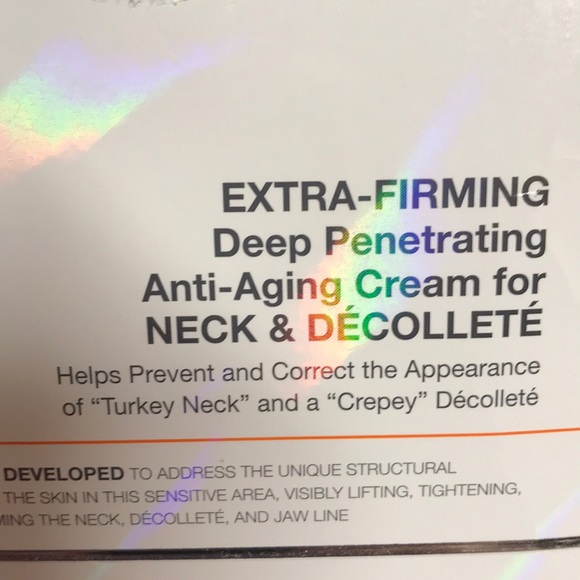 EXTRA-FIRMING
Deep Penetrating
Anti-Aging Cream for
NECK & DÉCOLLETÉ
Helps Prevent and Correct the Appearance
of “Turkey Neck” and a “Crepey” Décolleté
DEVELOPED TO ADDRESS THE UNIQUE STRUCTURAL
THE SKIN IN THIS SENSITIVE AREA, VISIBLY LIFTING, TIGHTENING,
MING THE NECK, DÉCOLLETÉ, AND JAW LINE